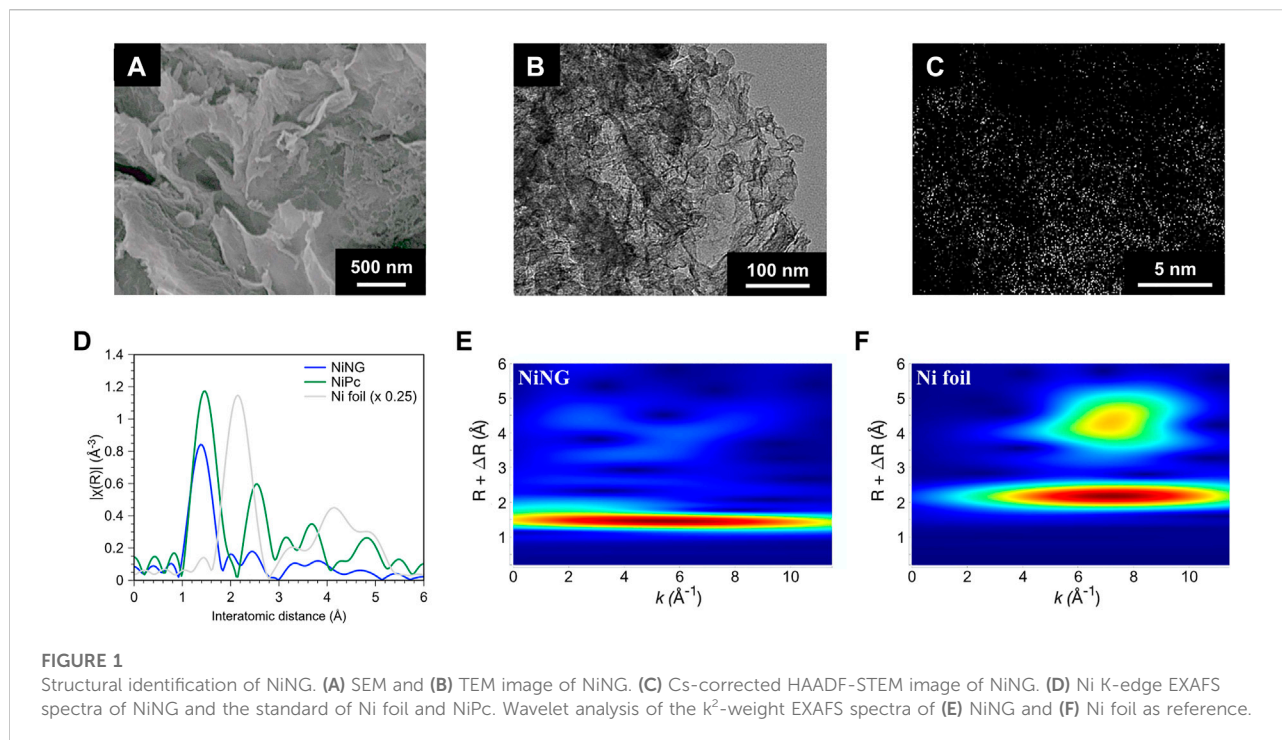 A
500 nm
B
100 nm
C
5 nm
D
|χ(R)| (Å⁻³)
1.4
1.2
1
0.8
0.6
0.4
0.2
0
0 1 2 3 4 5 6
Interatomic distance (Å)
NiNG
NiPc
Ni foil (x 0.25)
E
NiNG
R + ΔR (Å)
6
5
4
3
2
1
0 2 4 6 8 10
k (Å⁻¹)
F
Ni foil
R + ΔR (Å)
6
5
4
3
2
1
0 2 4 6 8 10
k (Å⁻¹)
FIGURE 1
Structural identification of NiNG. (A) SEM and (B) TEM image of NiNG. (C) Cs-corrected HAADF-STEM image of NiNG. (D) Ni K-edge EXAFS
spectra of NiNG and the standard of Ni foil and NiPc. Wavelet analysis of the k²-weight EXAFS spectra of (E) NiNG and (F) Ni foil as reference.